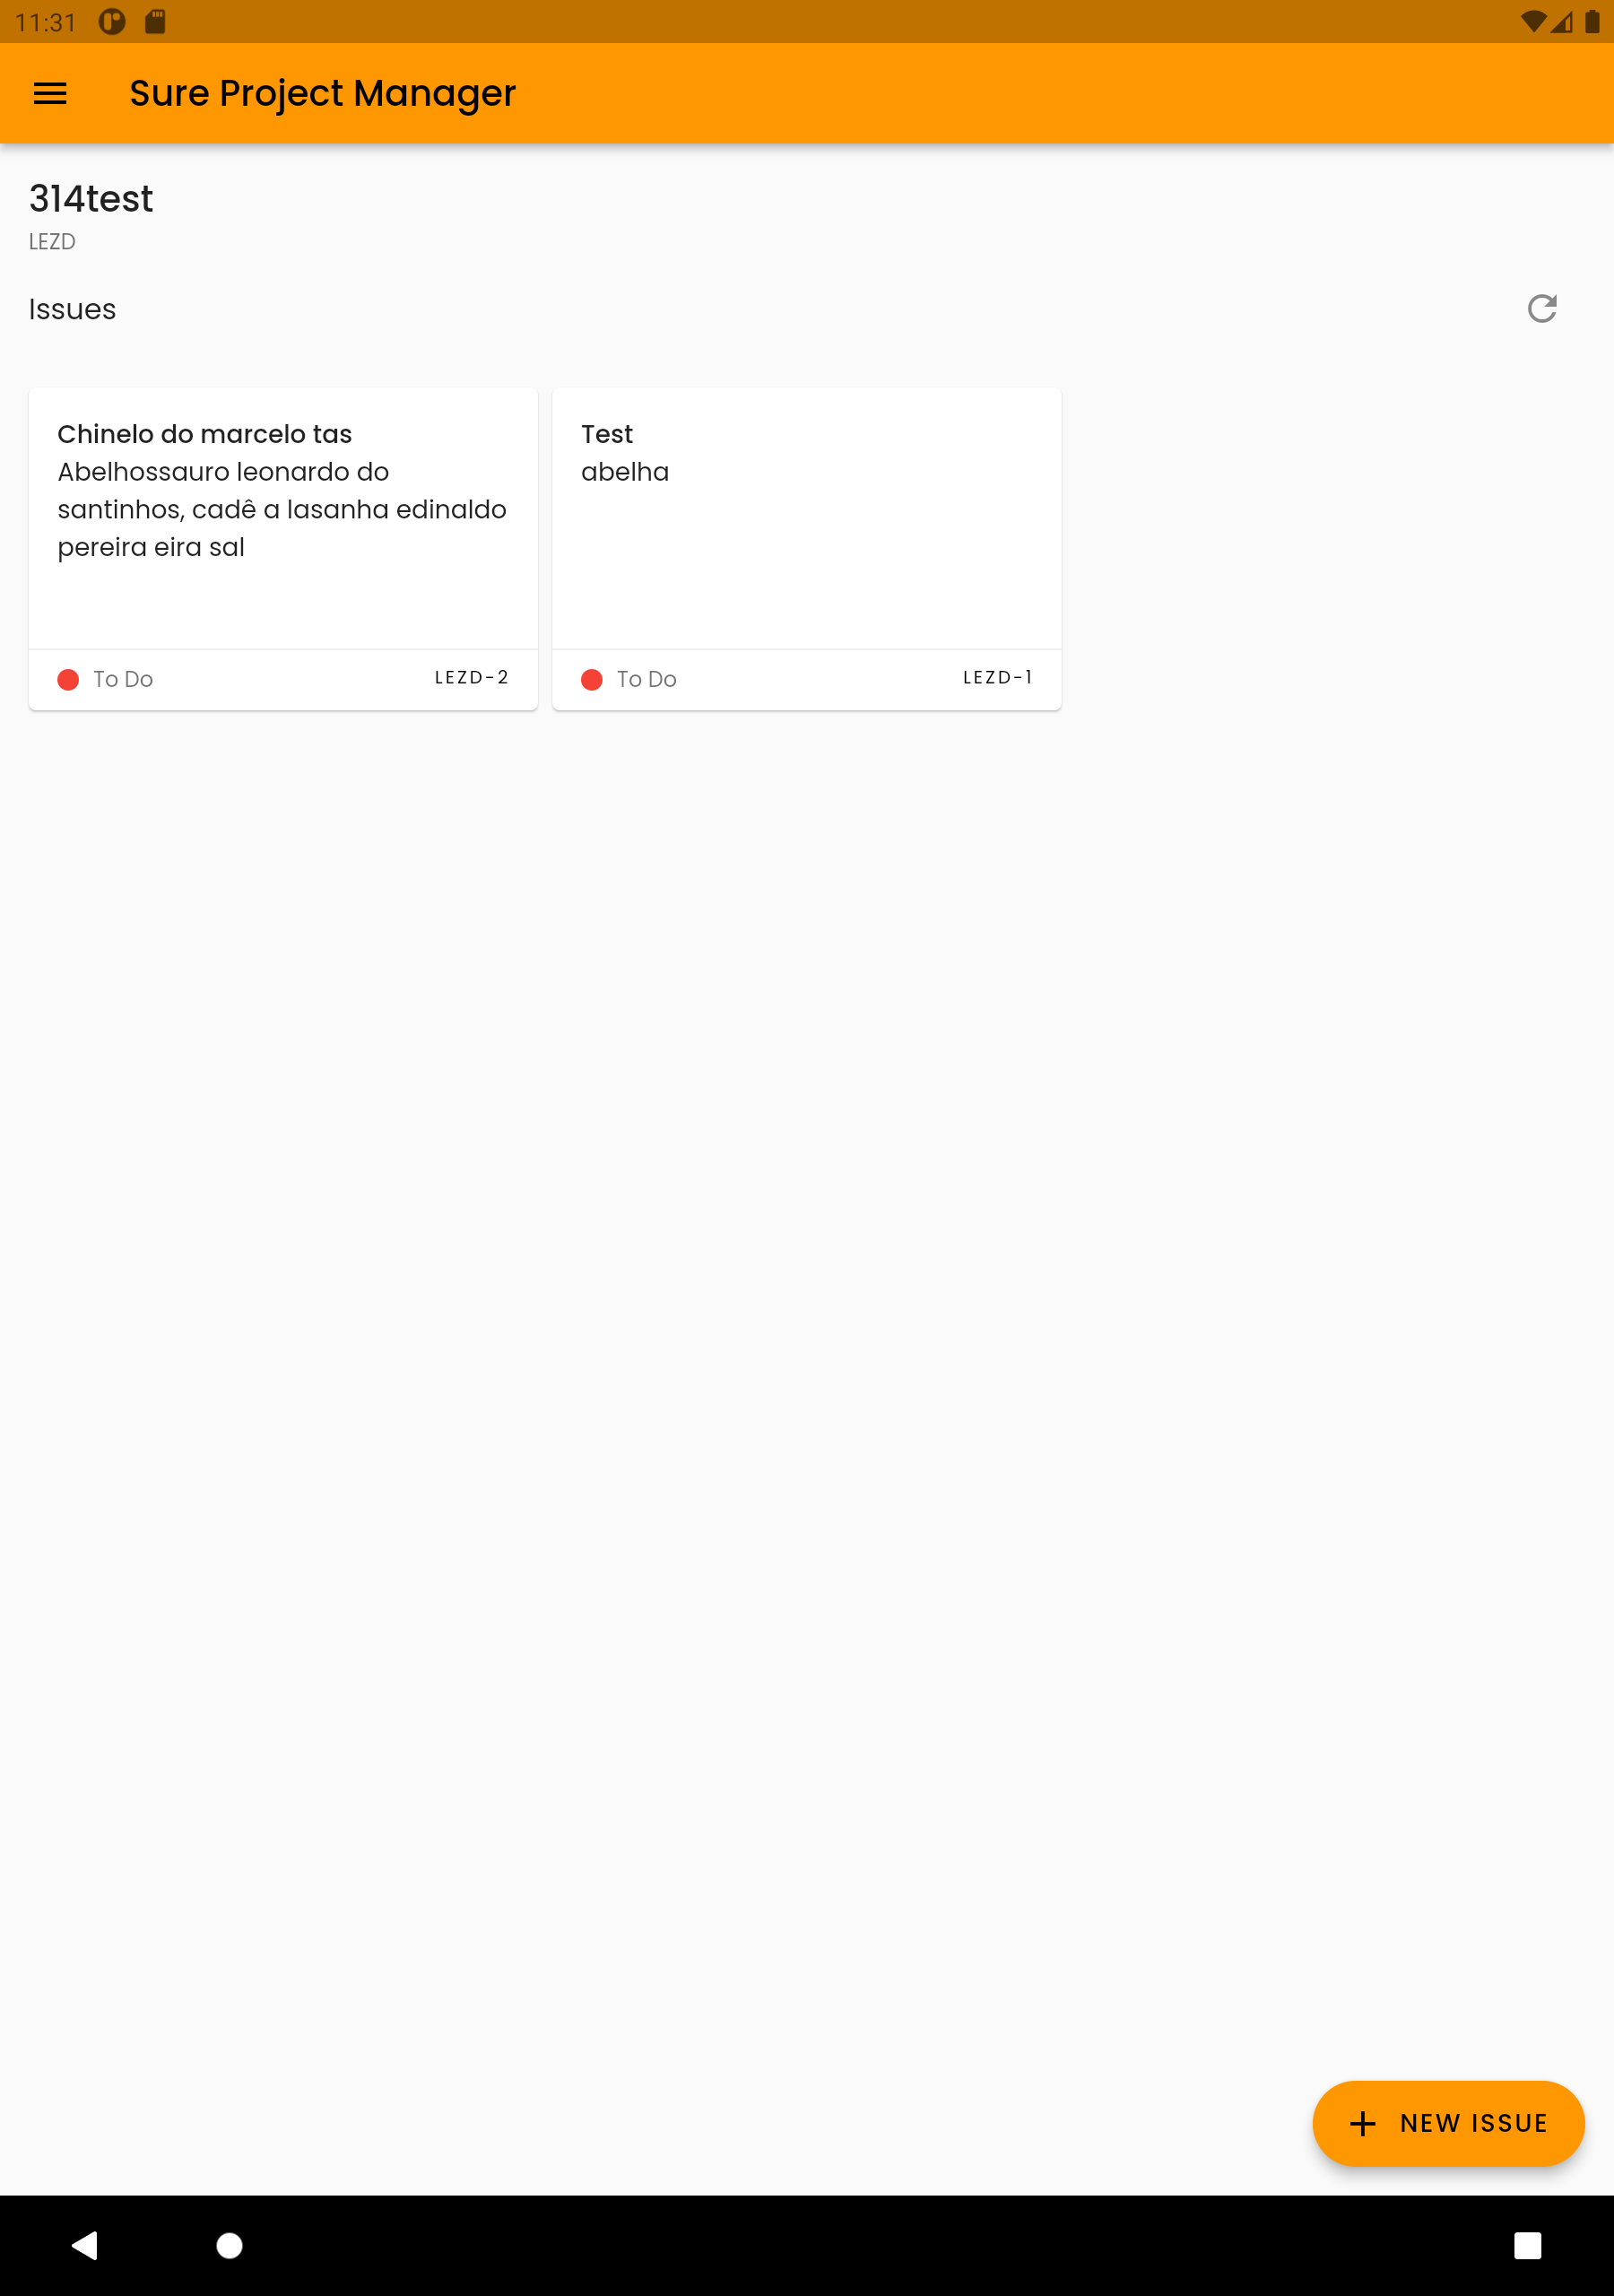 11:31
Sure Project Manager
314test
LEZD
Issues
Chinelo do marcelo tas
Abelhossauro leonardo do
santinhos, cadê a lasanha edinaldo
pereira eira sal
To Do
LEZD-2
Test
abelha
To Do
LEZD-1
NEW ISSUE